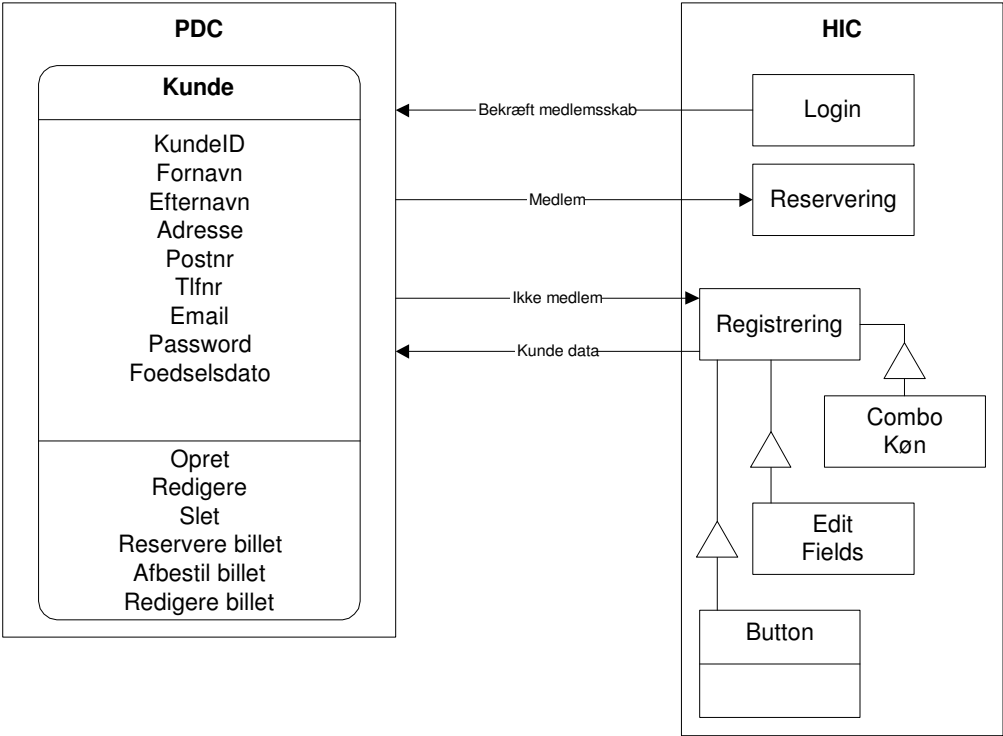 PDC
Kunde
KundeID
Fornavn
Efternavn
Adresse
Postnr
Tlfnr
Email
Password
Foedselsdato
Opret
Redigere
Slet
Reservere billet
Afbestil billet
Redigere billet
Bekræft medlemsskab
Medlem
Ikke medlem
Kunde data
HIC
Login
Reservering
Registrering
Combo
Køn
Edit
Fields
Button